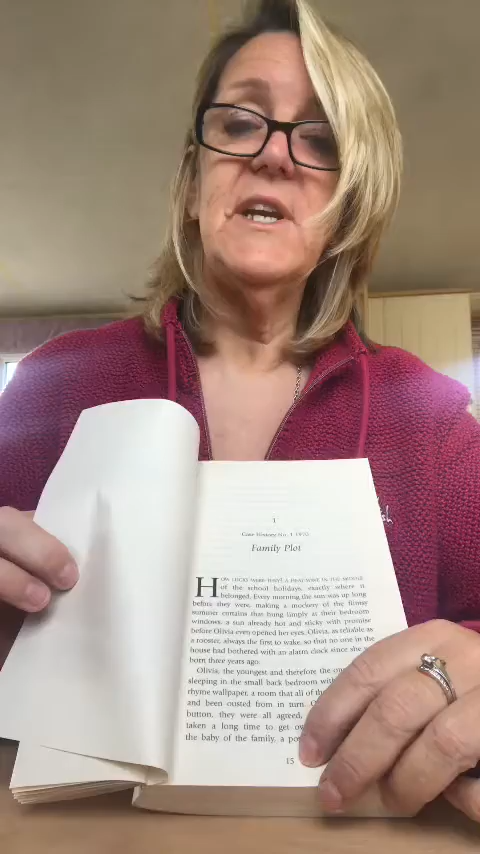 1
Case History No. 1 1970
Family Plot
HOW LUCKY WERE THEY? A HEAT WAVE IN THE MIDDLE
of the school holidays, exactly where it
belonged. Every morning the sun was up long
before they were, making a mockery of the flimsy
summer curtains that hung limply at their bedroom
windows, a sun already hot and sticky with promise
before Olivia even opened her eyes. Olivia, as reliable as
a rooster, always the first to wake, so that no one in the
house had bothered with an alarm clock since she
born three years ago.
Olivia, the youngest and therefore the one
sleeping in the small back bedroom with
rhyme wallpaper, a room that all of th
and been ousted from in turn.
button, they were all agreed,
taken a long time to get ov
the baby of the family, a
15